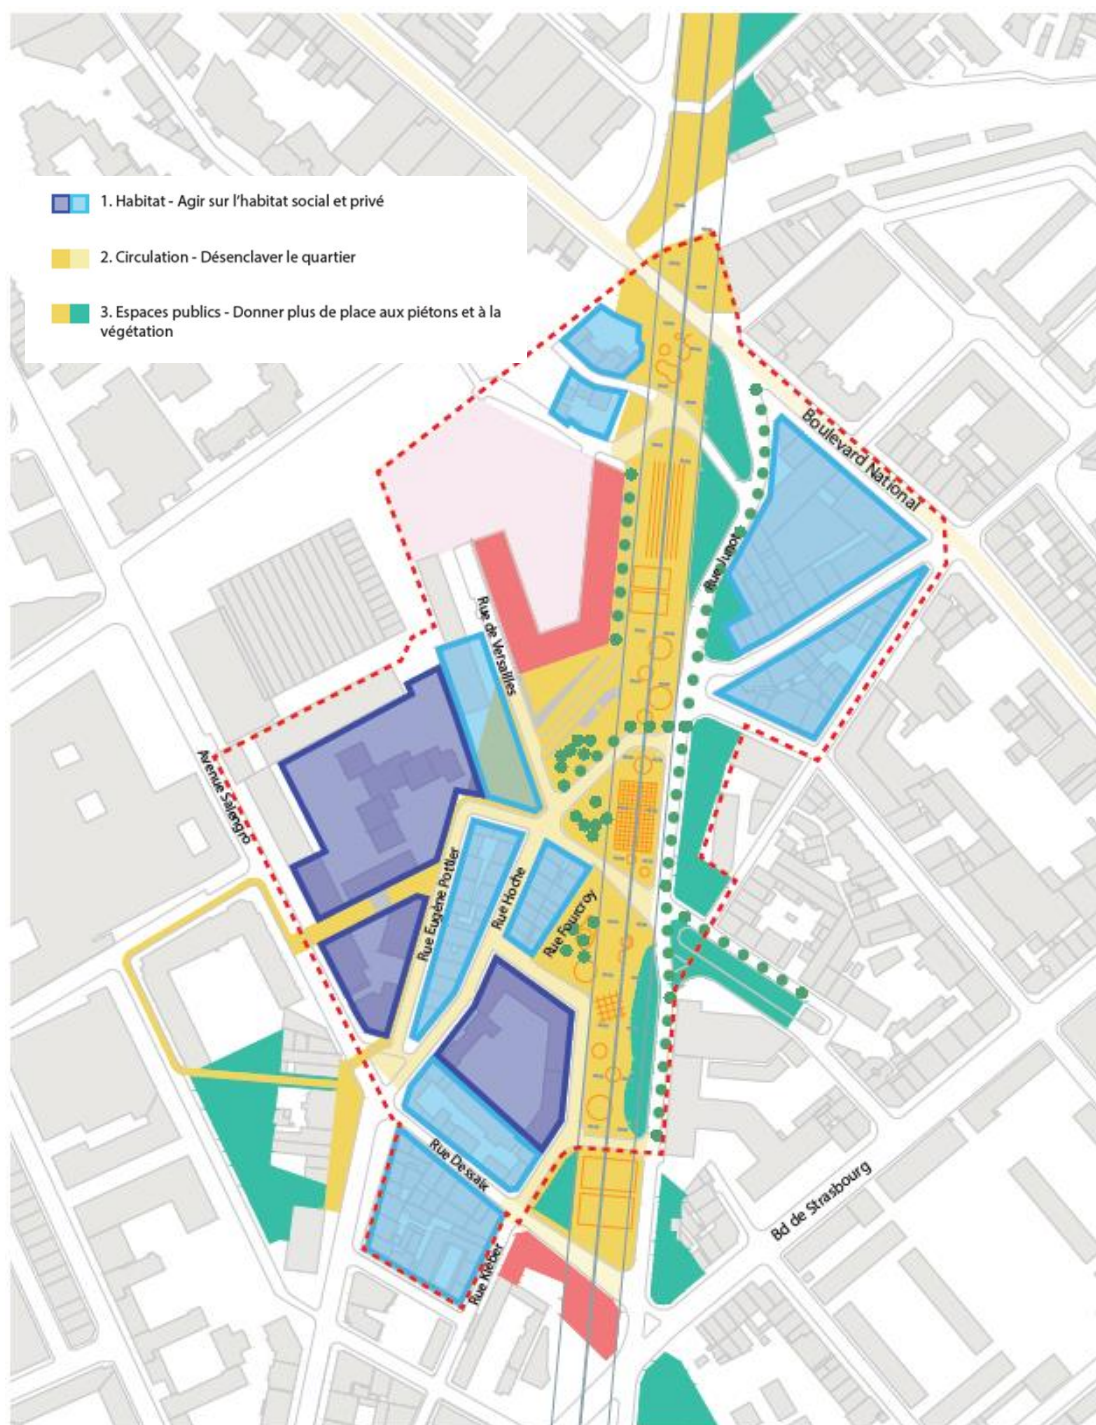 1. Habitat - Agir sur l'habitat social et privé
2. Circulation - Désenclaver le quartier
3. Espaces publics - Donner plus de place aux piétons et à la
végétation
Boulevard National
Rue Junot
Rue de Versailles
Avenue Salengro
Rue Eugène Pottier
Rue Hoche
Rue Fourcroy
Rue Dessaix
Rue Kléber
Bd de Strasbourg